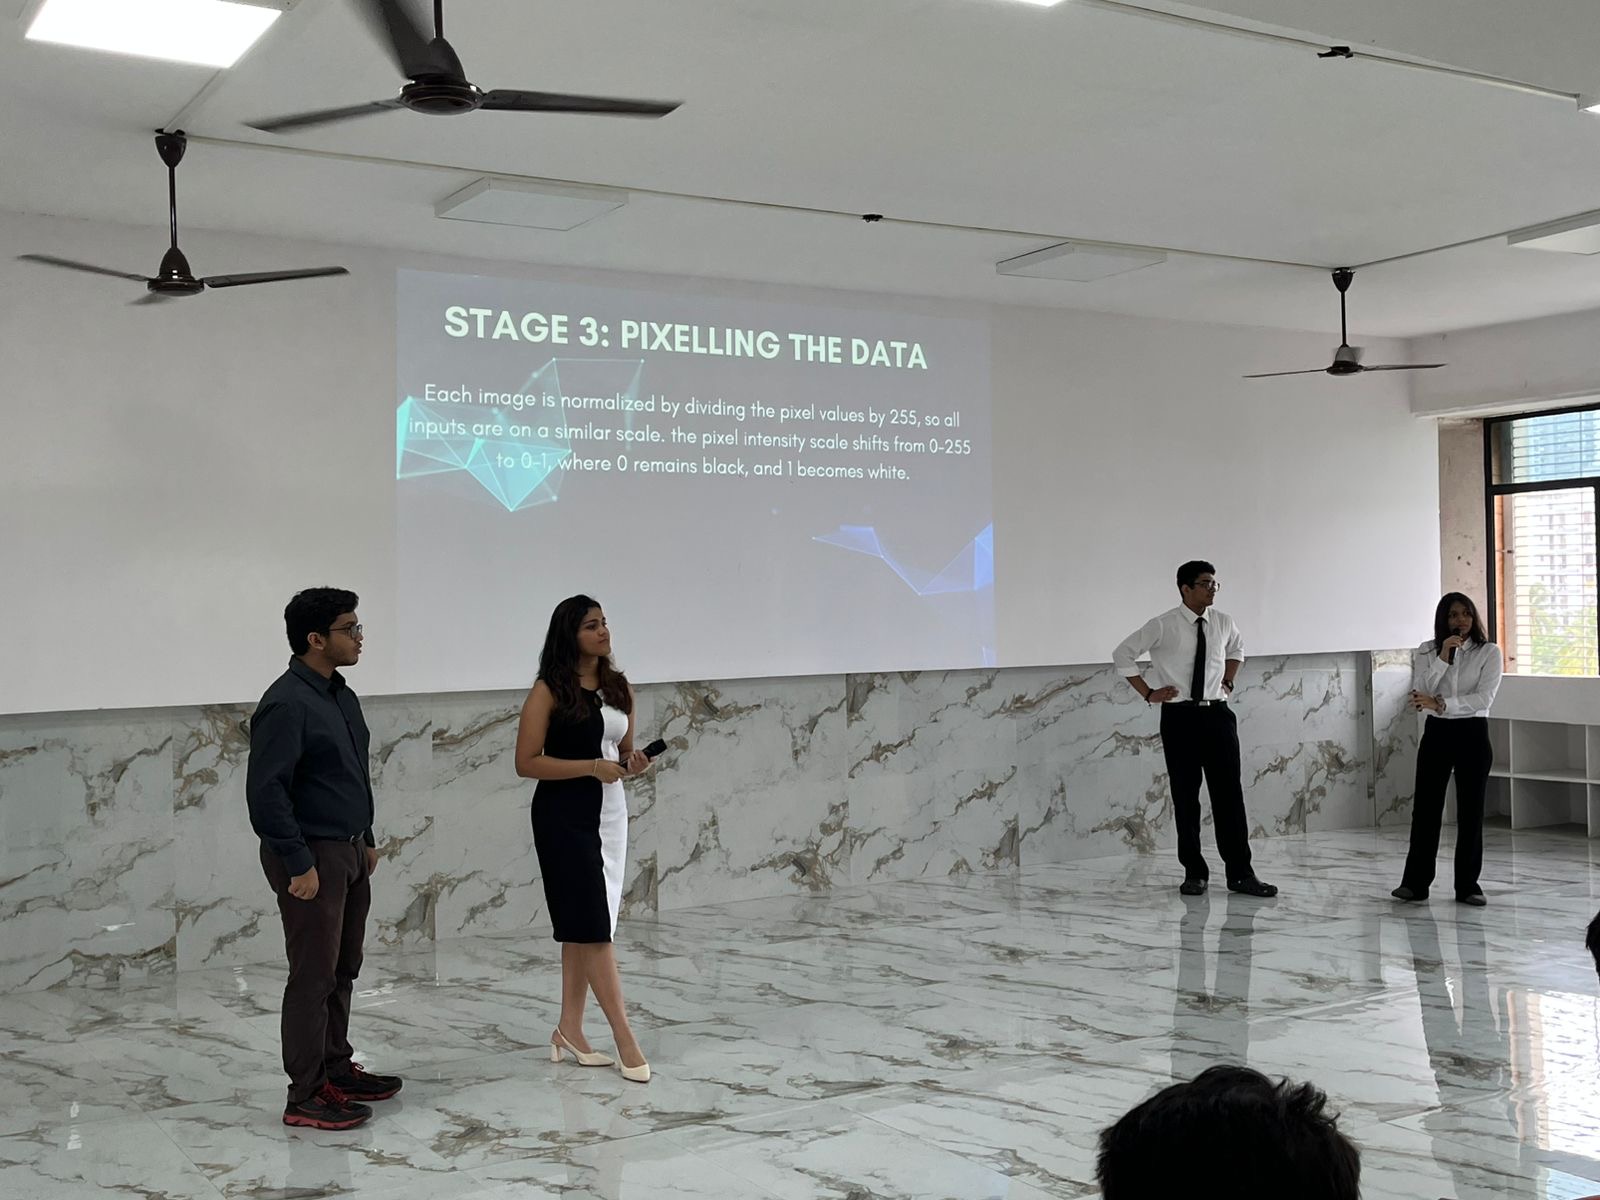 STAGE 3: PIXELLING THE DATA
Each image is normalized by dividing the pixel values by 255, so all
inputs are on a similar scale. the pixel intensity scale shifts from 0-255
to 0-1, where 0 remains black, and 1 becomes white.